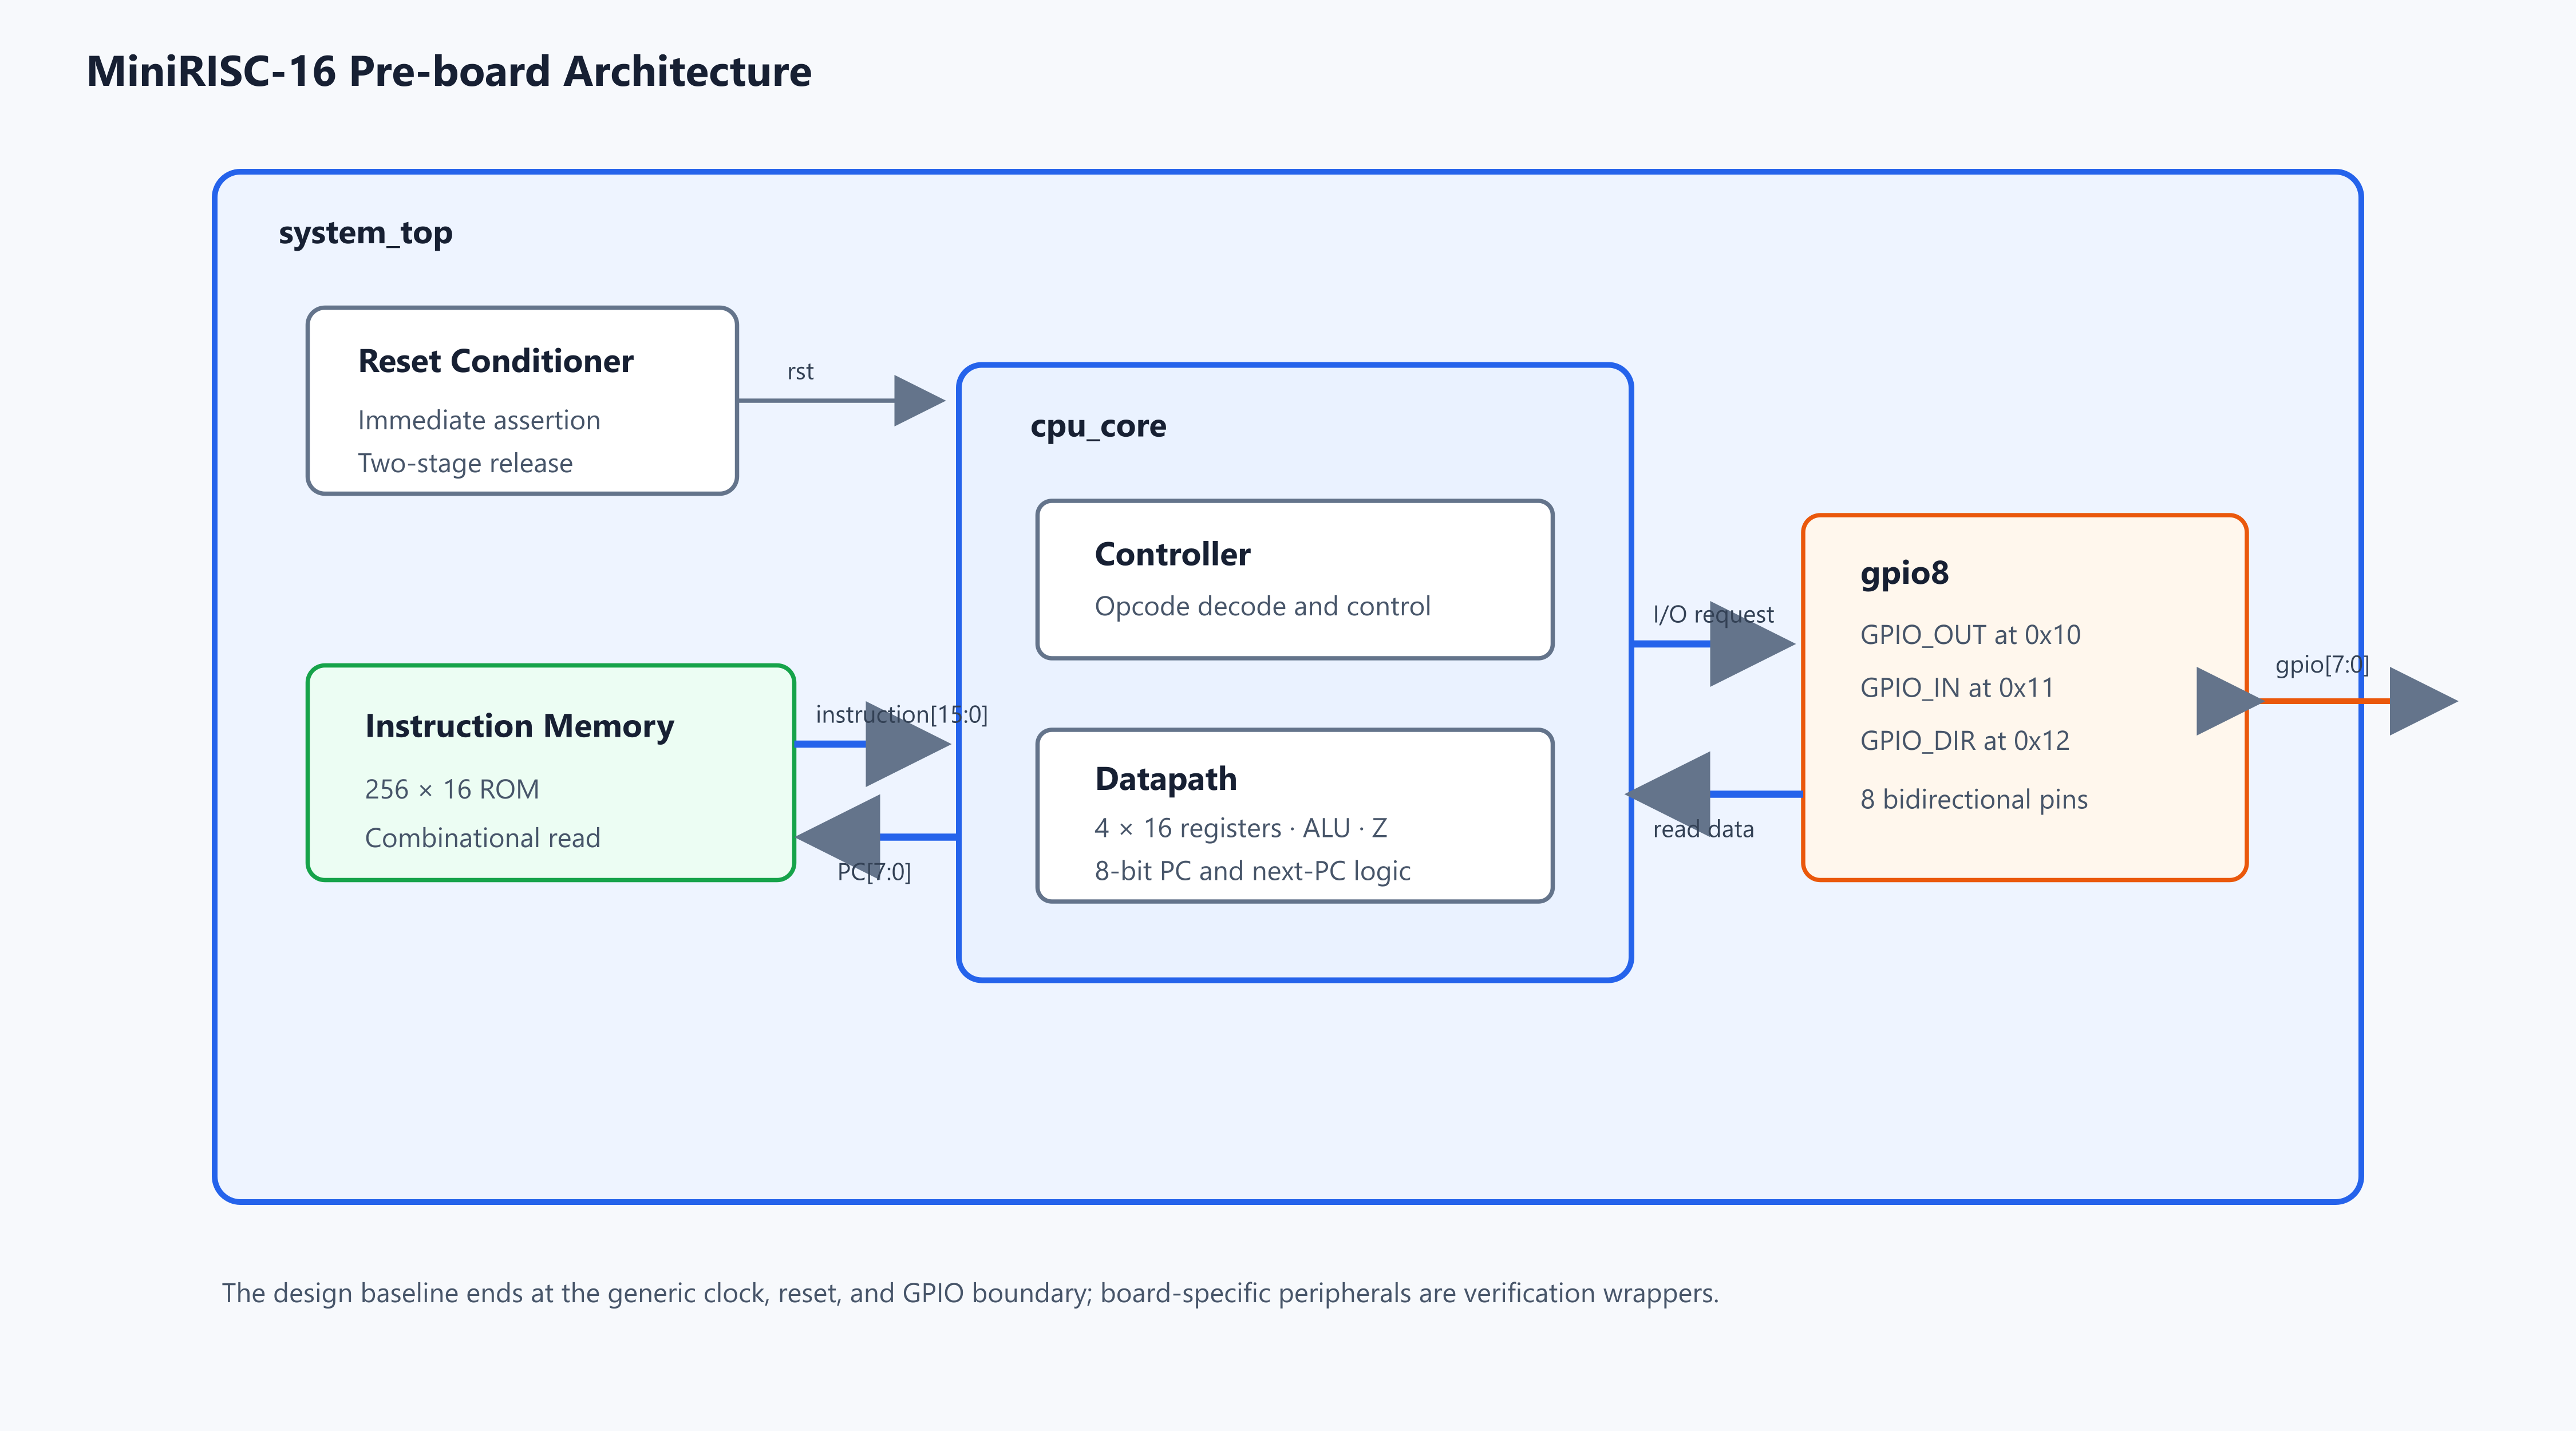 MiniRISC-16 Pre-board Architecture
system_top
Reset Conditioner
Immediate assertion
Two-stage release
rst
cpu_core
Controller
Opcode decode and control
Instruction Memory
256 × 16 ROM
Combinational read
instruction[15:0]
PC[7:0]
Datapath
4 × 16 registers · ALU · Z
8-bit PC and next-PC logic
I/O request
read data
gpio8
GPIO_OUT at 0x10
GPIO_IN at 0x11
GPIO_DIR at 0x12
8 bidirectional pins
gpio[7:0]
The design baseline ends at the generic clock, reset, and GPIO boundary; board-specific peripherals are verification wrappers.